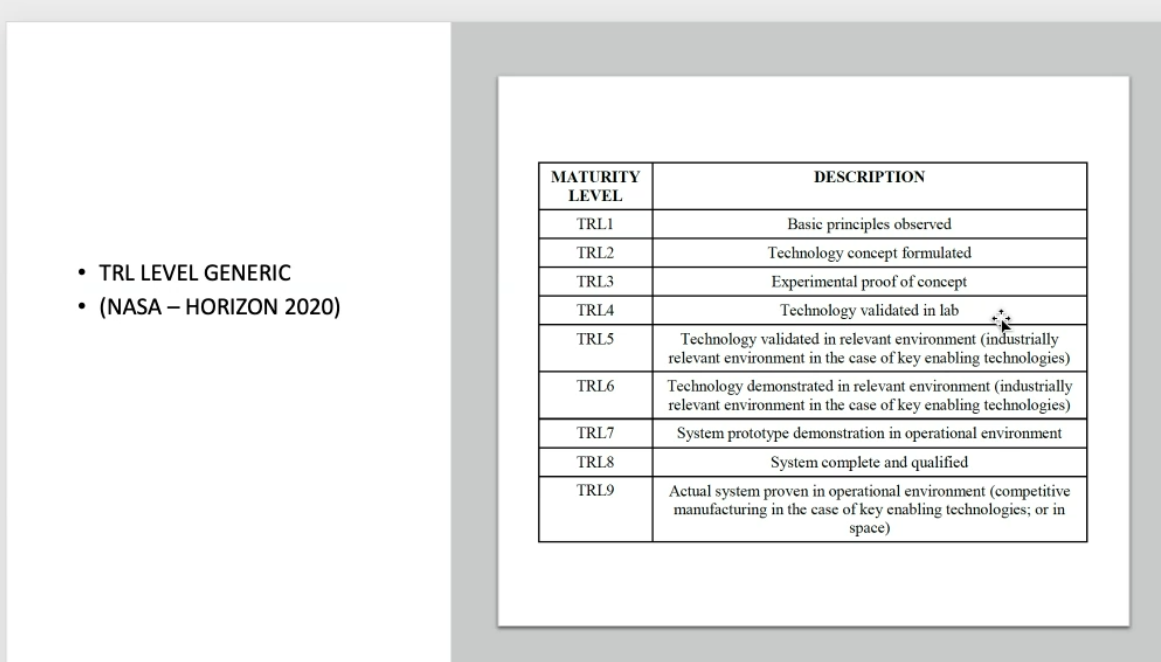 • TRL LEVEL GENERIC
• (NASA – HORIZON 2020)
MATURITY
LEVEL
DESCRIPTION
TRL1
Basic principles observed
TRL2
Technology concept formulated
TRL3
Experimental proof of concept
TRL4
Technology validated in lab
TRL5
Technology validated in relevant environment (industrially
relevant environment in the case of key enabling technologies)
TRL6
Technology demonstrated in relevant environment (industrially
relevant environment in the case of key enabling technologies)
TRL7
System prototype demonstration in operational environment
TRL8
System complete and qualified
TRL9
Actual system proven in operational environment (competitive
manufacturing in the case of key enabling technologies; or in
space)